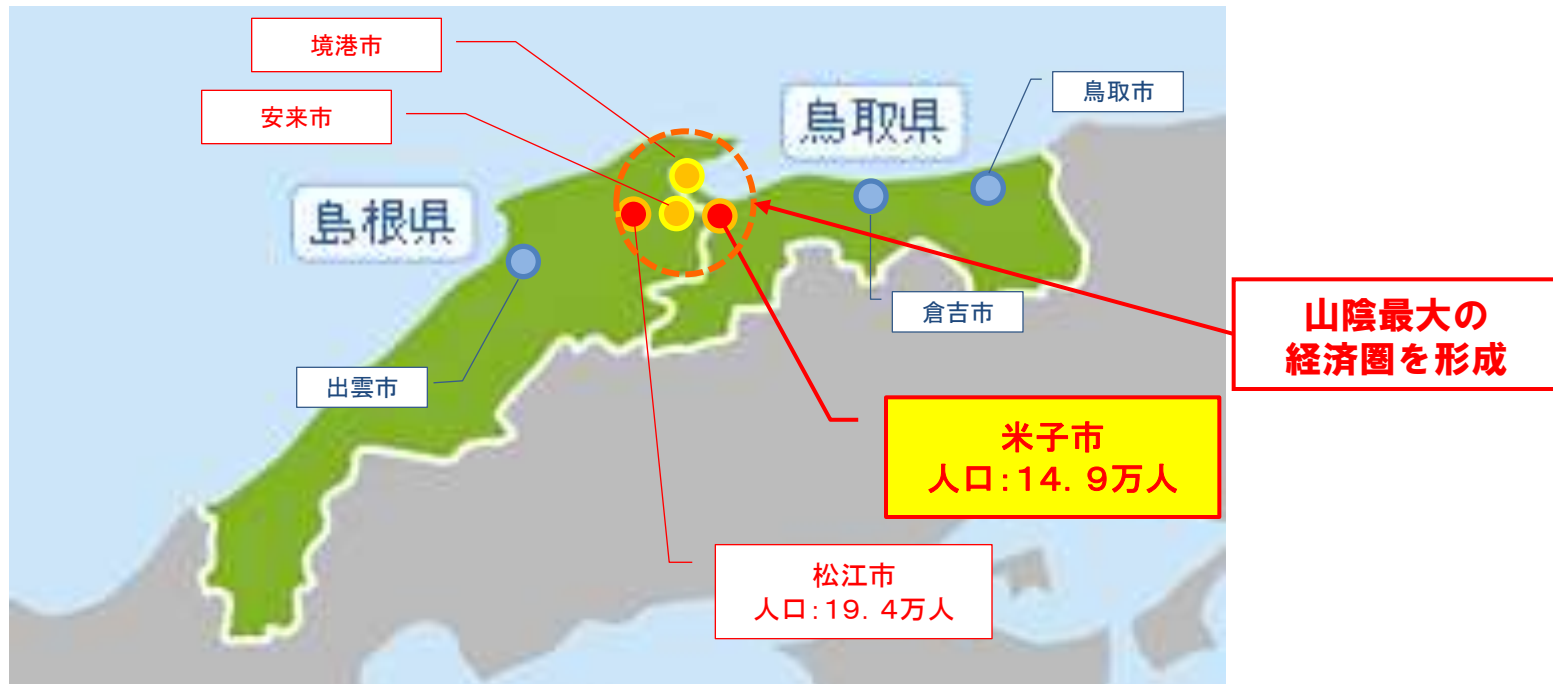 境港市
安来市
鳥取県
鳥取市
島根県
倉吉市
出雲市
山陰最大の
経済圏を形成
米子市
人口：１４．９万人
松江市
人口：１９．４万人